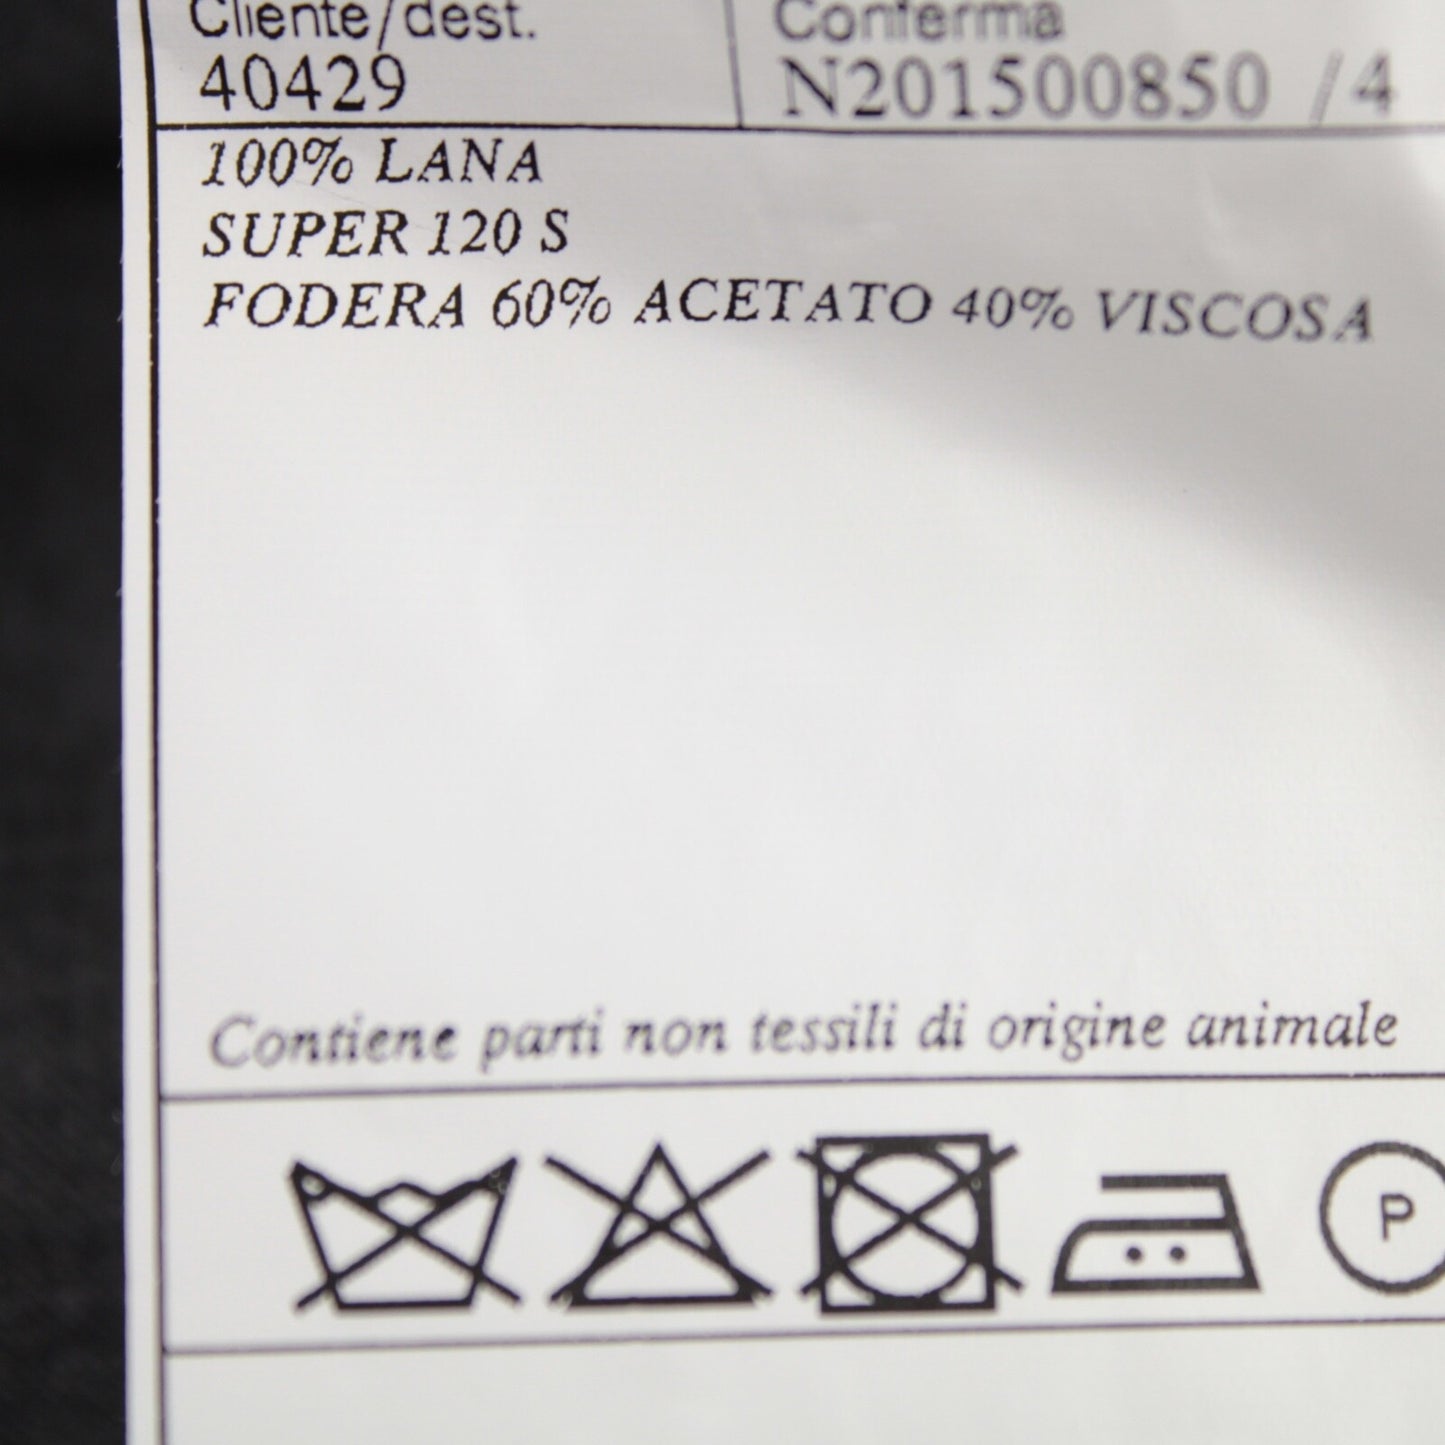 Cliente/dest. Conferma
40429 N201500850 /4
100% LANA
SUPER 120 S
FODERA 60% ACETATO 40% VISCOSA
Contiene parti non tessili di origine animale
P